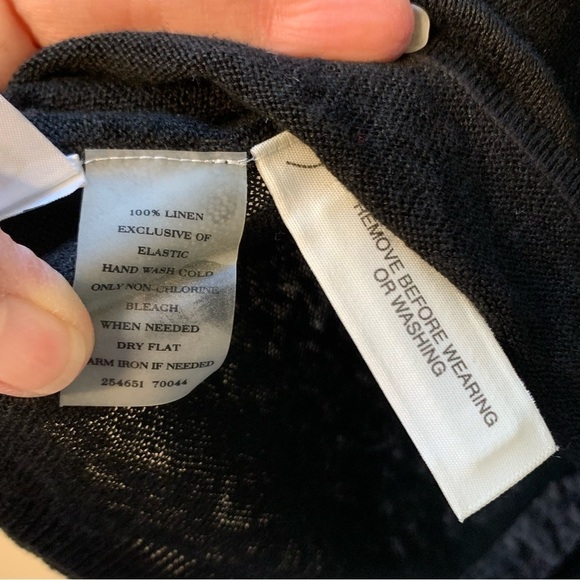 100% LINEN
EXCLUSIVE OF
ELASTIC
HAND WASH COLD
ONLY NON-CHLORINE
BLEACH
WHEN NEEDED
DRY FLAT
ARM IRON IF NEEDED
254651 70044
REMOVE BEFORE WEARING
OR WASHING